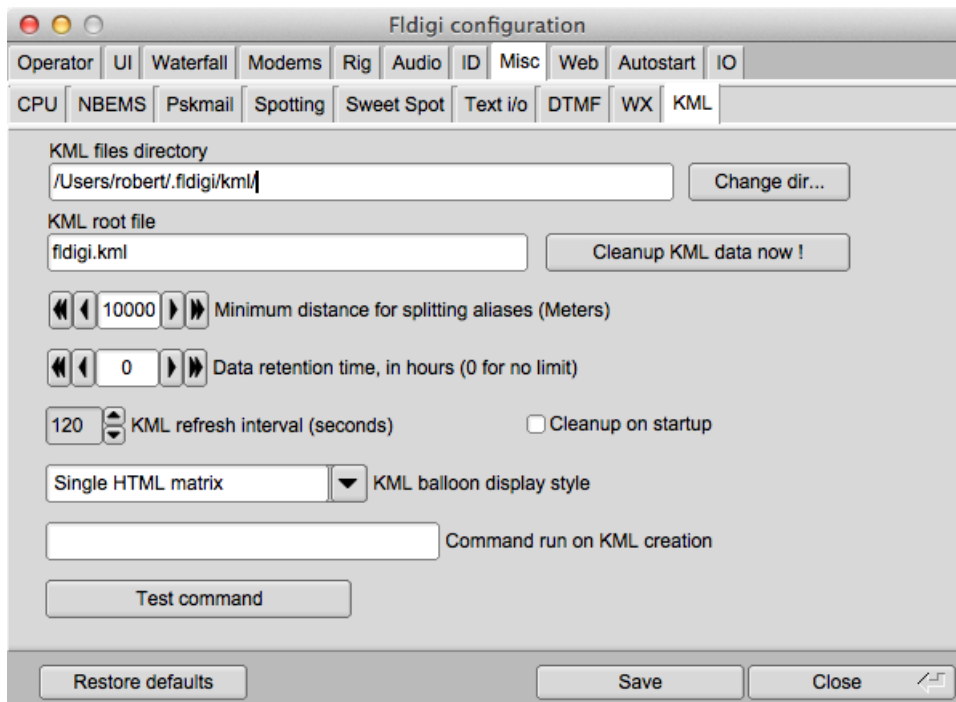 Fldigi configuration
Operator UI Waterfall Modems Rig Audio ID Misc Web Autostart IO
CPU NBEMS Pskmail Spotting Sweet Spot Text i/o DTMF WX KML
KML files directory
/Users/robert/.fldigi/kml/ Change dir...
KML root file
fldigi.kml Cleanup KML data now !
10000 Minimum distance for splitting aliases (Meters)
0 Data retention time, in hours (0 for no limit)
120 KML refresh interval (seconds) Cleanup on startup
Single HTML matrix KML balloon display style
Command run on KML creation
Test command
Restore defaults Save Close